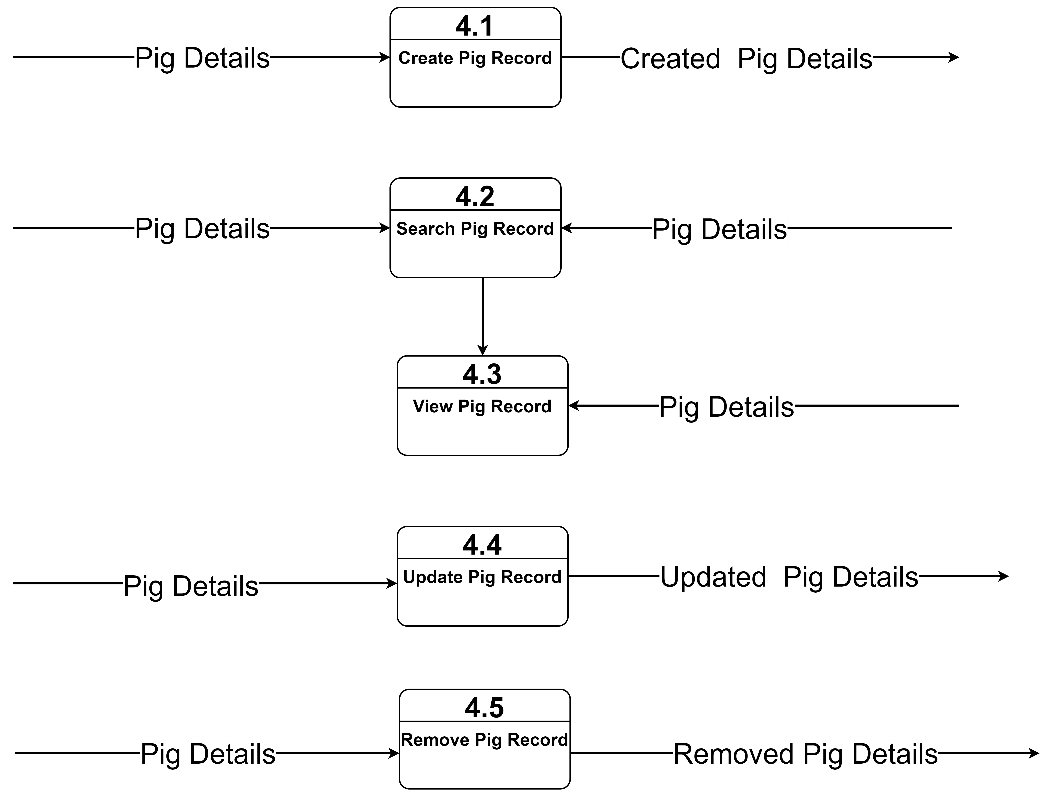 4.1
Pig Details
Create Pig Record
Created  Pig Details
4.2
Pig Details
Search Pig Record
Pig Details
4.3
View Pig Record
Pig Details
4.4
Pig Details
Update Pig Record
Updated  Pig Details
4.5
Pig Details
Remove Pig Record
Removed Pig Details